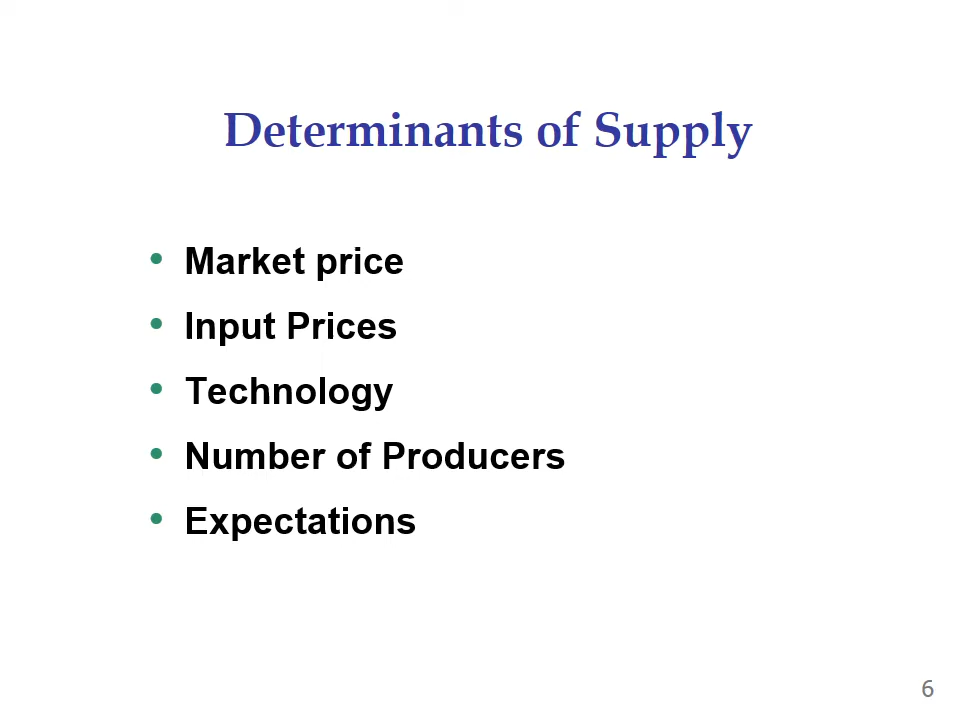 Determinants of Supply
• Market price
• Input Prices
• Technology
• Number of Producers
• Expectations
6